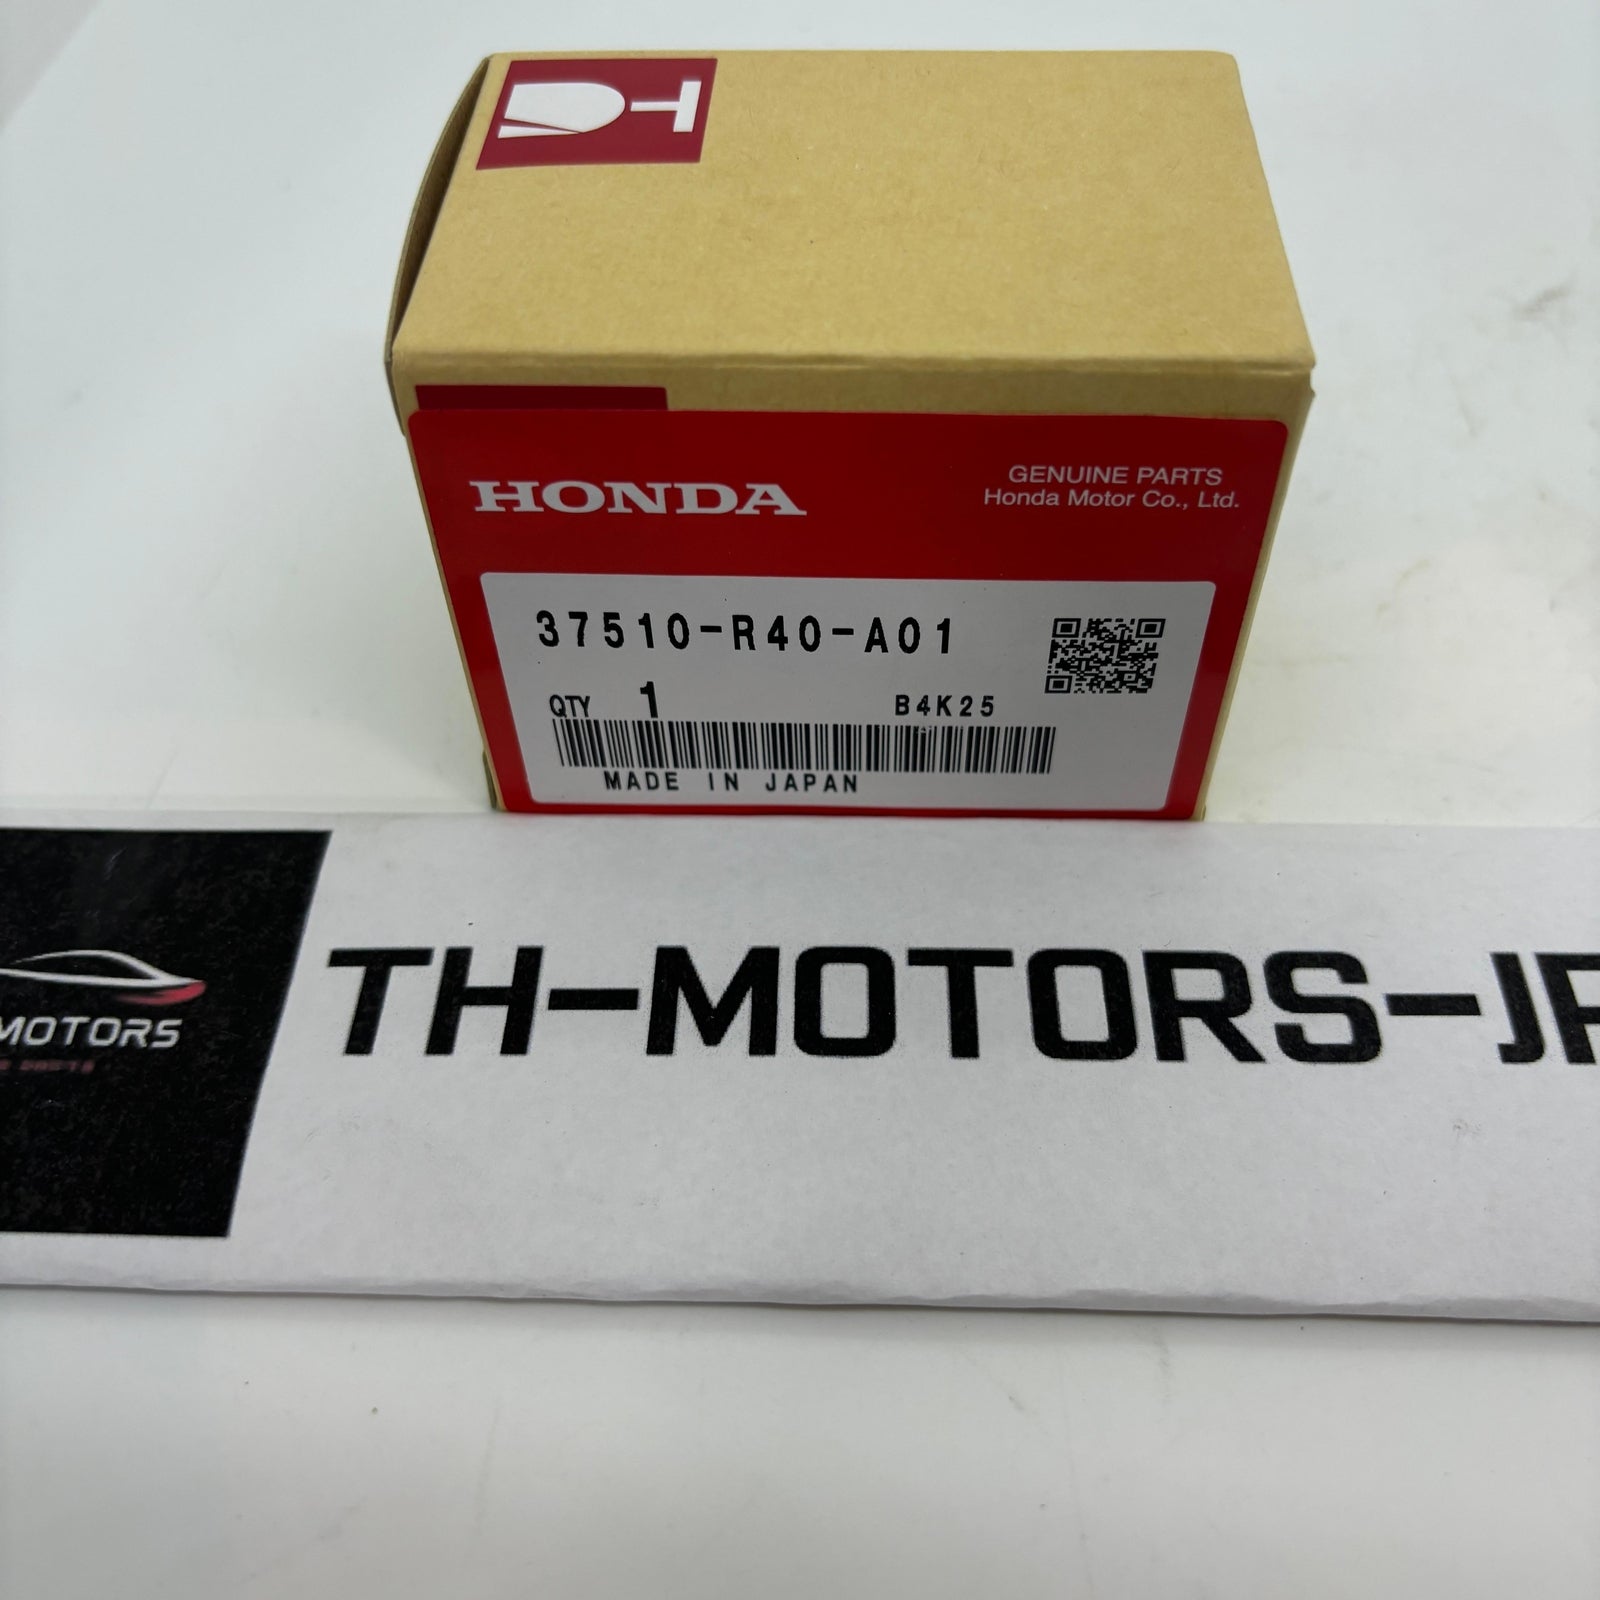 HONDA
GENUINE PARTS
Honda Motor Co., Ltd.
37510-R40-A01
QTY 1 B4K25
MADE IN JAPAN
TH-MOTORS-JP
MOTORS